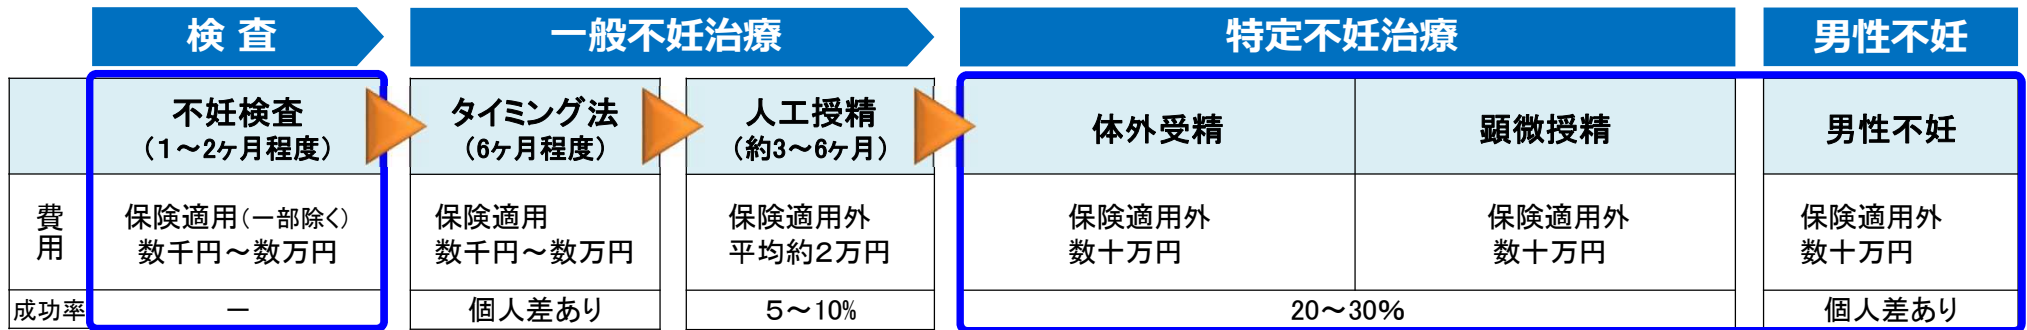 検 査
一般不妊治療
特定不妊治療
男性不妊
不妊検査
（１～2ヶ月程度）
タイミング法
（6ヶ月程度）
人工授精
（約3～6ヶ月）
体外受精
顕微授精
男性不妊
費用
保険適用（一部除く）
数千円～数万円
保険適用
数千円～数万円
保険適用外
平均約２万円
保険適用外
数十万円
保険適用外
数十万円
保険適用外
数十万円
成功率
－
個人差あり
５～10%
20～30%
個人差あり